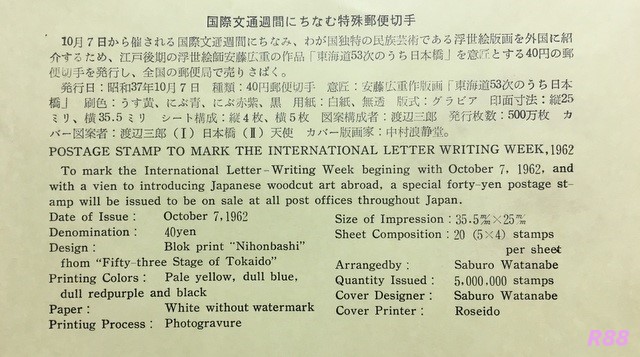 国際文通週間にちなむ特殊郵便切手
10月7日から催される国際文通週間にちなみ、わが国独特の民族芸術である浮世絵版画を外国に紹
介するため、江戸後期の浮世絵師安藤広重の作品「東海道53次のうち日本橋」を意匠とする40円の郵
便切手を発行し、全国の郵便局で売りさばく。
発行日：昭和37年10月7日 種類：40円郵便切手 意匠：安藤広重作版画「東海道53次のうち日本
橋」 刷色：うす黄、にぶ青、にぶ赤紫、黒 用紙：白紙、無透 版式：グラビア 印面寸法：縦25
ミリ、横35.5ミリ シート構成：縦4枚、横5枚 図案構成者：渡辺三郎 発行枚数：500万枚 カ
バー図案者：渡辺三郎（Ⅰ）日本橋（Ⅱ）天使 カバー版画家：中村浪静堂。
POSTAGE STAMP TO MARK THE INTERNATIONAL LETTER WRITING WEEK,1962
To mark the International Letter-Writing Week begining with October 7, 1962, and
with a vien to introducing Japanese woodcut art abroad, a special forty-yen postage st-
amp will be issued to be on sale at all post offices throughout Japan.
Date of Issue : October 7,1962
Denomination : 40yen
Design : Blok print "Nihonbashi"
fhom "Fifty-three Stage of Tokaido"
Printing Colors : Pale yellow, dull blue,
dull redpurple and black
Paper : White without watermark
Printiug Process : Photogravure
Size of Impression : 35.5㎜×25㎜
Sheet Composition : 20 (5×4) stamps
per sheet
Arrangedby : Saburo Watanabe
Quantity Issued : 5,000,000 stamps
Cover Designer : Saburo Watanabe
Cover Printer : Roseido
R88